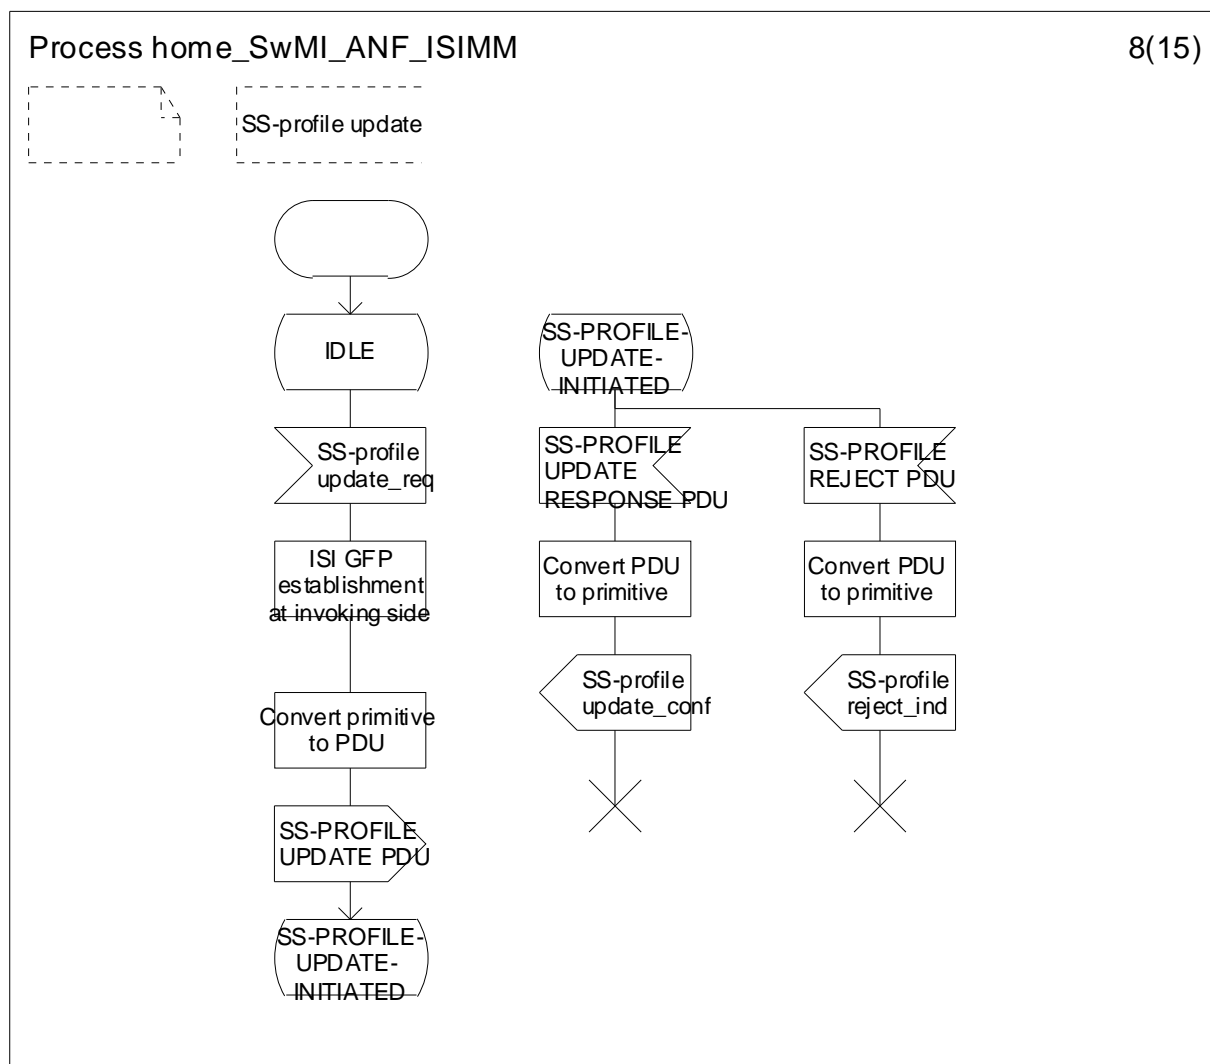 Process home_SwMI_ANF_ISIMM
8(15)
SS-profile update
IDLE
SS-profile
update_req
ISI GFP
establishment
at invoking side
Convert primitive
to PDU
SS-PROFILE
UPDATE PDU
SS-PROFILE-
UPDATE-
INITIATED
SS-PROFILE-
UPDATE-
INITIATED
SS-PROFILE
UPDATE
RESPONSE PDU
Convert PDU
to primitive
SS-profile
update_conf
SS-PROFILE
REJECT PDU
Convert PDU
to primitive
SS-profile
reject_ind